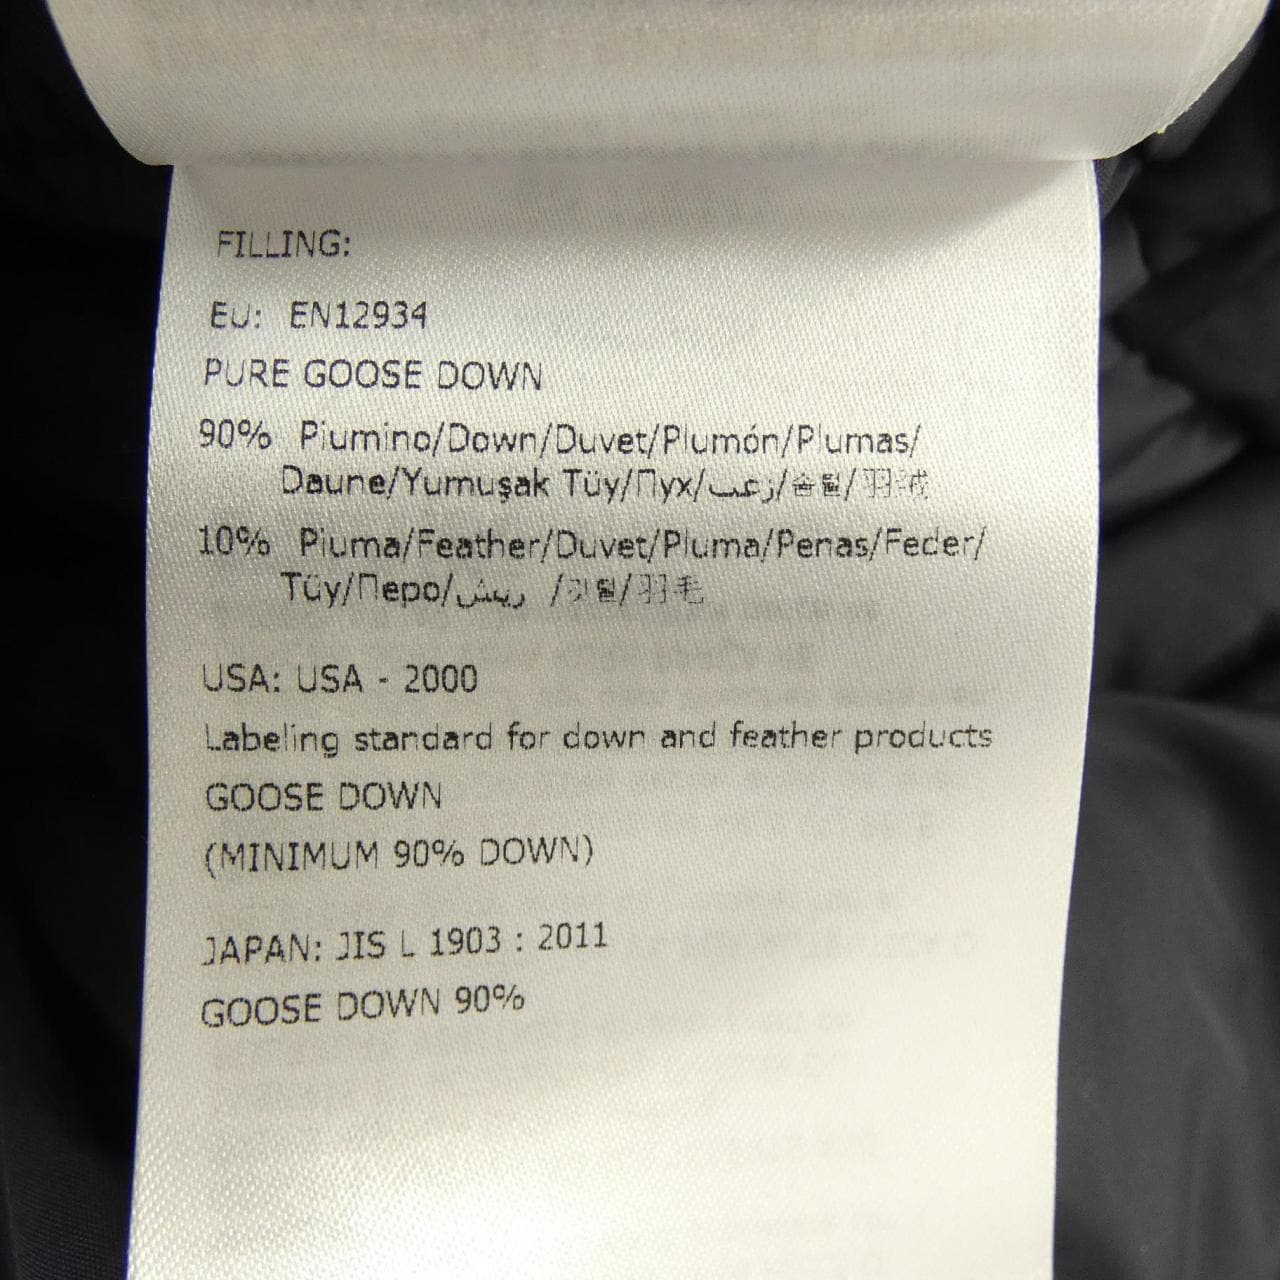 FILLING:
EU: EN12934
PURE GOOSE DOWN
90% Piumino/Down/Duvet/Plumón/Plumas/
Daune/Yumuşak Tüy/Пух/زغب/솜털/羽绒
10% Piuma/Feather/Duvet/Pluma/Penas/Feder/
Tüy/Перо/ريش /깃털/羽毛
USA: USA - 2000
Labeling standard for down and feather products
GOOSE DOWN
(MINIMUM 90% DOWN)
JAPAN: JIS L 1903 : 2011
GOOSE DOWN 90%